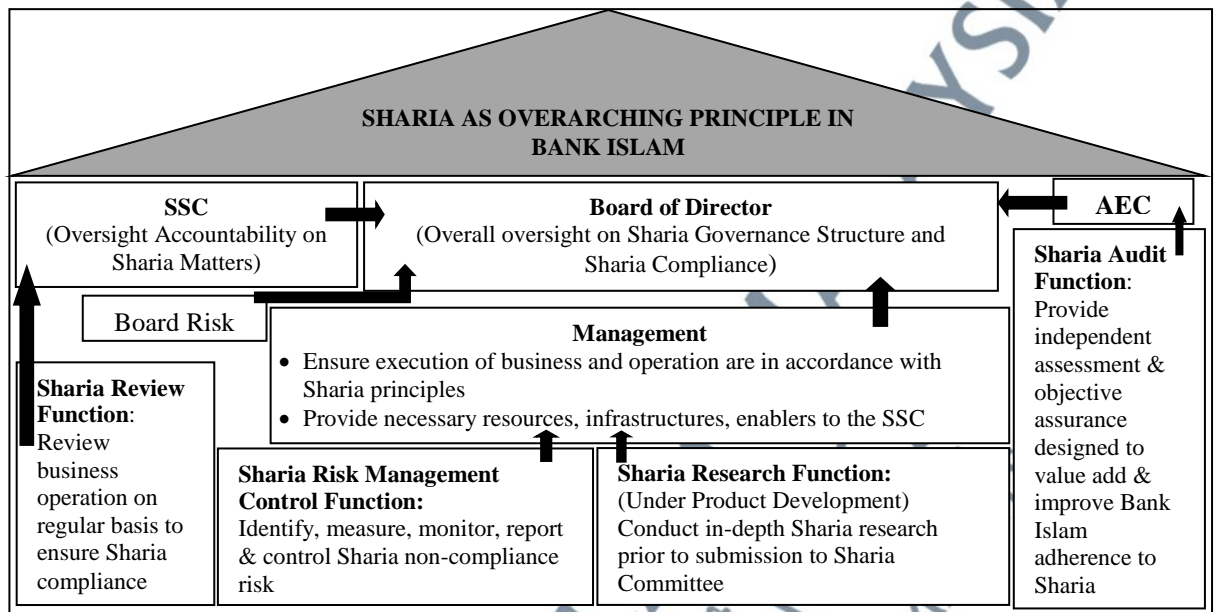 SHARIA AS OVERARCHING PRINCIPLE IN
BANK ISLAM
SSC
(Oversight Accountability on
Sharia Matters)
Board of Director
(Overall oversight on Sharia Governance Structure and
Sharia Compliance)
AEC
Board Risk
Management
• Ensure execution of business and operation are in accordance with
Sharia principles
• Provide necessary resources, infrastructures, enablers to the SSC
Sharia Review
Function:
Review
business
operation on
regular basis to
ensure Sharia
compliance
Sharia Risk Management
Control Function:
Identify, measure, monitor, report
& control Sharia non-compliance
risk
Sharia Research Function:
(Under Product Development)
Conduct in-depth Sharia research
prior to submission to Sharia
Committee
Sharia Audit
Function:
Provide
independent
assessment &
objective
assurance
designed to
value add &
improve Bank
Islam
adherence to
Sharia